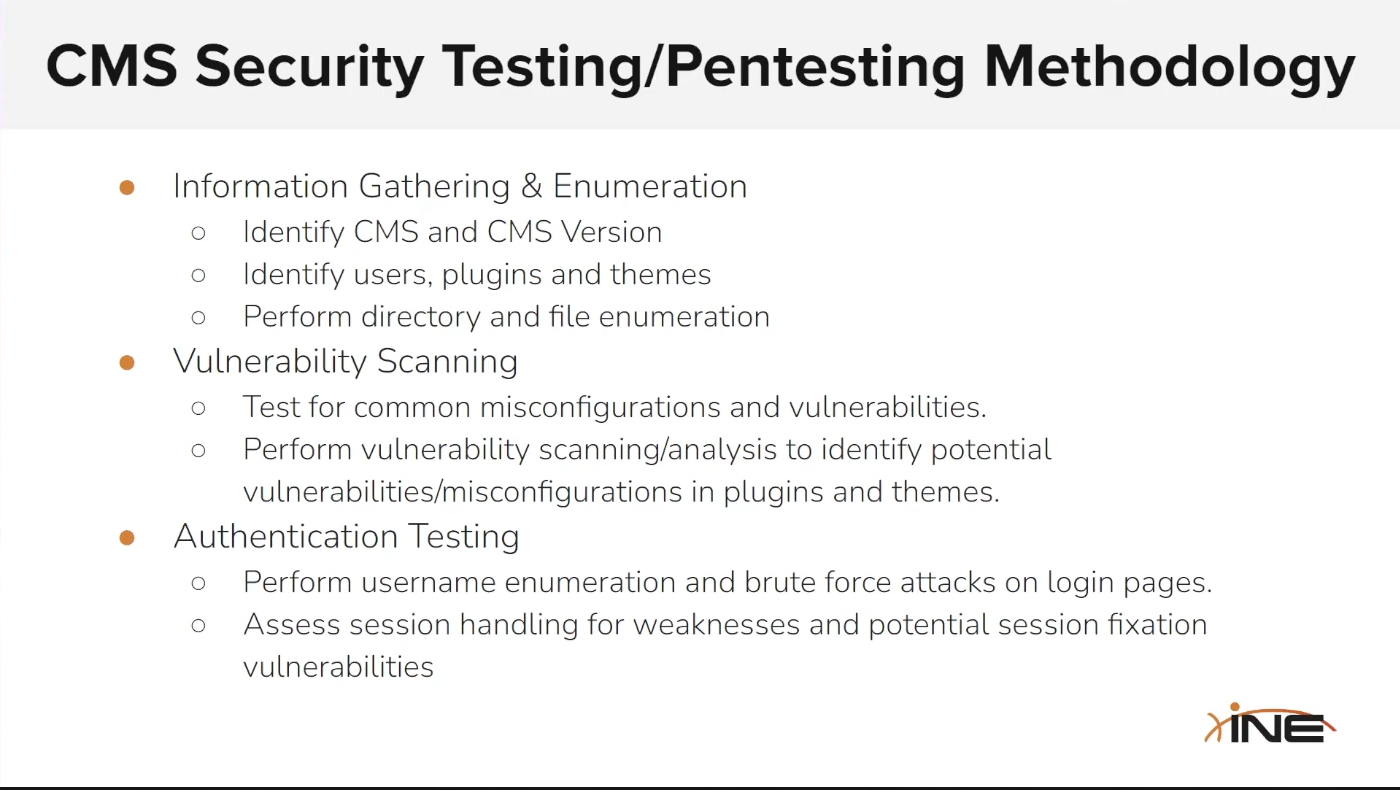 CMS Security Testing/Pentesting Methodology
● Information Gathering & Enumeration
○ Identify CMS and CMS Version
○ Identify users, plugins and themes
○ Perform directory and file enumeration
● Vulnerability Scanning
○ Test for common misconfigurations and vulnerabilities.
○ Perform vulnerability scanning/analysis to identify potential
vulnerabilities/misconfigurations in plugins and themes.
● Authentication Testing
○ Perform username enumeration and brute force attacks on login pages.
○ Assess session handling for weaknesses and potential session fixation
vulnerabilities
INE